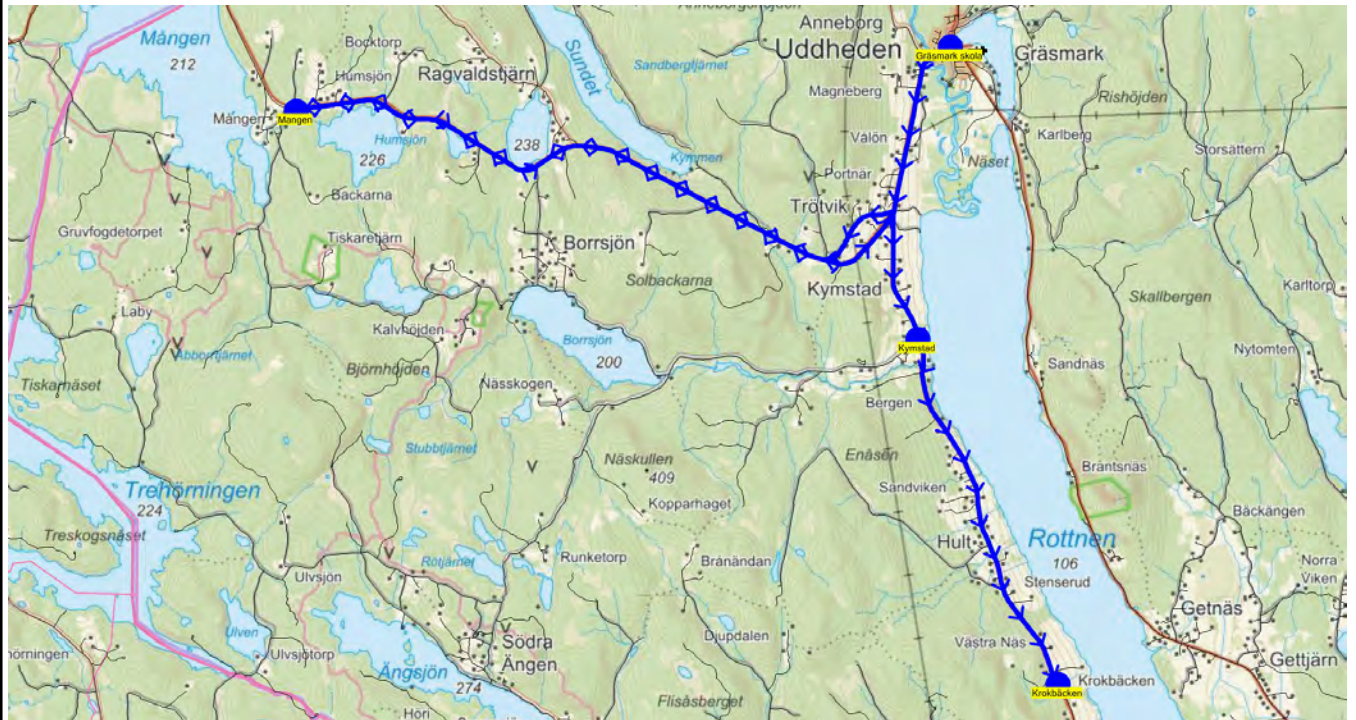 Anneborg
Uddheden
Gräsmark skola
Gräsmark
Mången
212
Bocktorp
Humsjön
Ragvaldstjärn
Sundet
Sandbergtjärnet
Magneberg
Rishöjden
Mangen
Mången
Humsjön
226
238
Kymmen
Välön
Karlberg
Storsättern
Näset
Portnär
Backarna
Trötvik
Gruvfogdetorpet
Tiskaretjärn
Borrsjön
Solbackarna
Kymstad
Skallbergen
Karltorp
Laby
Kalvhöjden
Borrsjön
200
Kymstad
Abborrtjärnet
Björnhöjden
Sandnäs
Nytomten
Tiskarnäset
Nässkogen
Bergen
Stubbtjärnet
Näskullen
409
Enåsen
Bräntsnäs
Trehörningen
224
Sandviken
Kopparhaget
Bäckängen
Treskogsnäset
Hult
Rottnen
106
Rötjärnet
Runketorp
Bränändan
Stenserud
Norra
Viken
Ulvsjön
Getnäs
Ulven
Södra
Ängen
Djupdalen
Västra Näs
hörningen
Ulvsjötorp
Ängsjön
274
Gettjärn
Krokbäcken
Krokbäcken
Flisåsberget
Höri